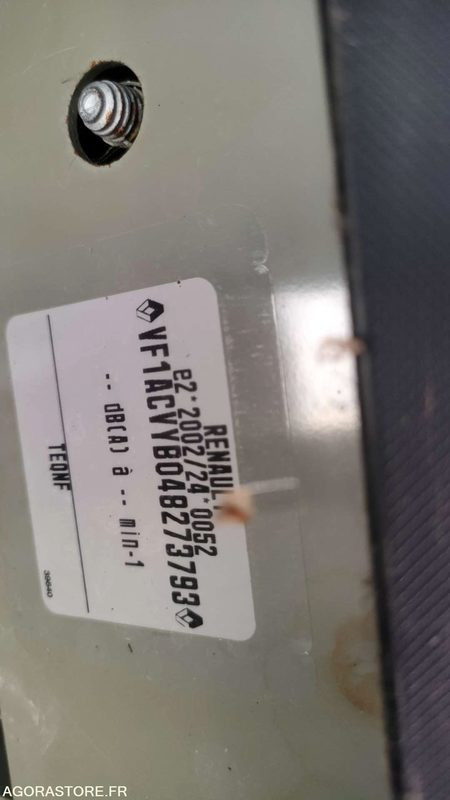 RENAULT
e2*2002/24*0052
VF1ACVYB048273793
-- dB(A) à -- min-1
TEQNF
39640
AGORASTORE.FR